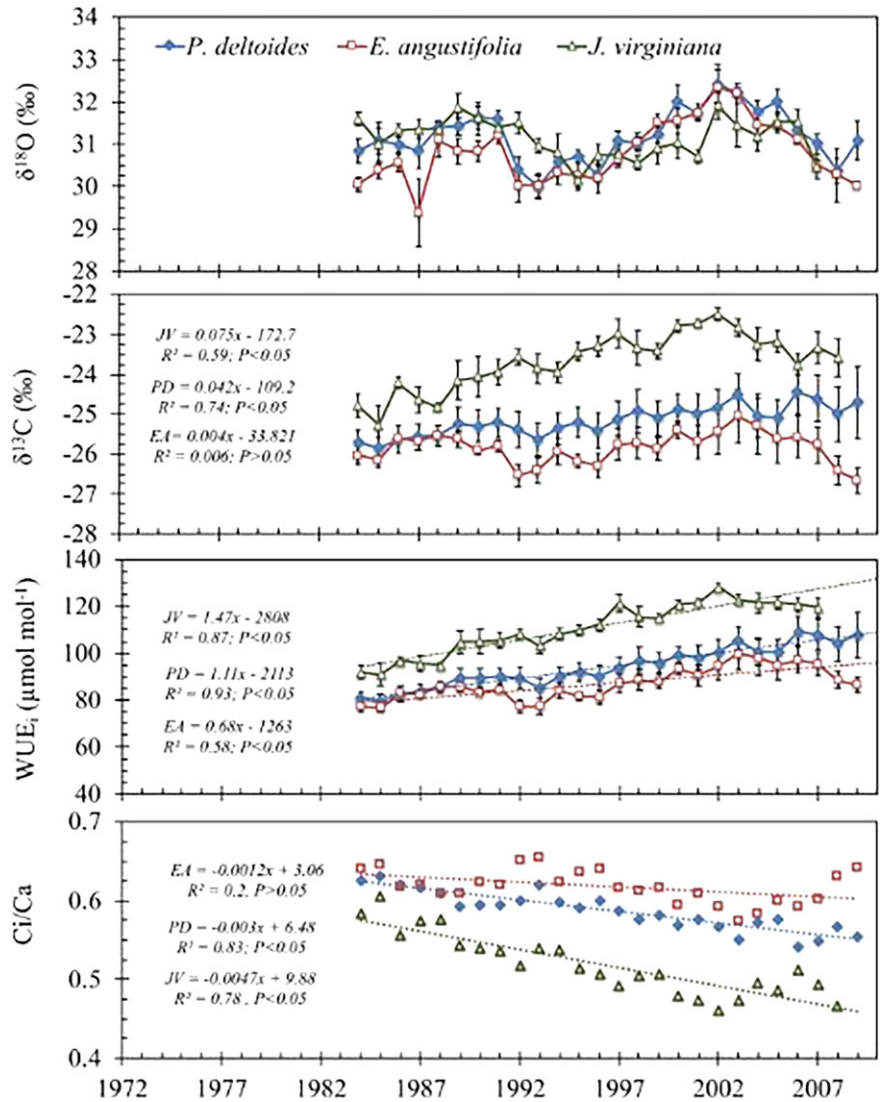 P. deltoides E. angustifolia J. virginiana
34
33
32
31
30
29
28
δ¹⁸O (‰)
-22
-23
-24
-25
-26
-27
-28
δ¹³C (‰)
JV = 0.075x - 172.7
R² = 0.59; P<0.05
PD = 0.042x - 109.2
R² = 0.74; P<0.05
EA= 0.004x - 33.821
R² = 0.006; P>0.05
140
120
100
80
60
40
WUEi (µmol mol⁻¹)
JV = 1.47x - 2808
R² = 0.87; P<0.05
PD = 1.11x - 2113
R² = 0.93; P<0.05
EA = 0.68x - 1263
R² = 0.58; P<0.05
0.7
0.6
0.5
0.4
Ci/Ca
EA = -0.0012x + 3.06
R² = 0.2, P>0.05
PD = -0.003x + 6.48
R² = 0.83; P<0.05
JV = -0.0047x + 9.88
R² = 0.78 , P<0.05
1972 1977 1982 1987 1992 1997 2002 2007